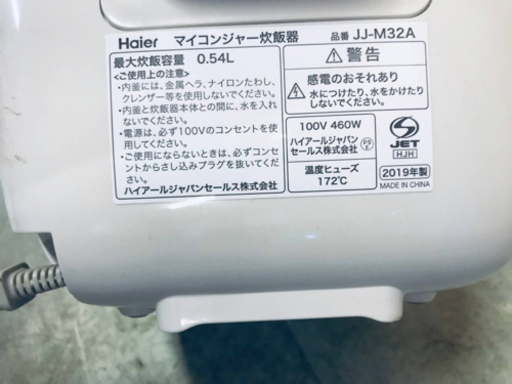 Haier マイコンジャー炊飯器 品番 JJ-M32A
最大炊飯容量 0.54L
<ご使用上の注意>
・内釜には、金属ヘラ、ナイロンたわし、
クレンザー等を使用しないでください。
・内釜と炊飯器本体との間に、水を入れ
ないでください。
・電源は、必ず100Vのコンセントを使用
してください。
・ご使用にならないときは、必ずコンセン
トからさし込みプラグを抜いてくだ
さい。
ハイアールジャパンセールス株式会社
警告
感電のおそれあり
水につけたり、水をかけたり
しないでください。
100V 460W
ハイアールジャパン
セールス株式会社
温度ヒューズ
172℃
S
JET
HJH
2019年製
MADE IN CHINA